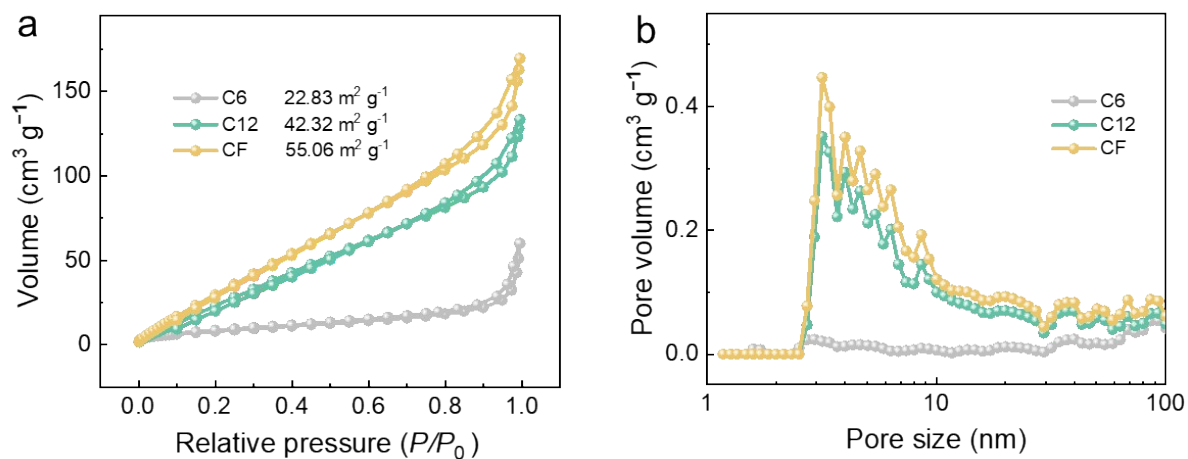 a
Volume (cm³ g⁻¹)
150
100
50
0
C6 22.83 m² g⁻¹
C12 42.32 m² g⁻¹
CF 55.06 m² g⁻¹
0.0 0.2 0.4 0.6 0.8 1.0
Relative pressure (P/P₀)
b
Pore volume (cm³ g⁻¹)
0.4
0.2
0.0
C6
C12
CF
1 10 100
Pore size (nm)